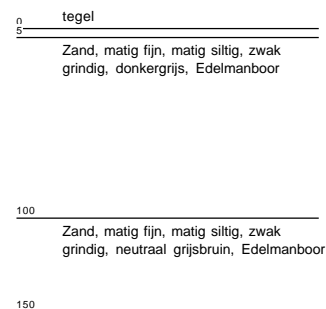 0
tegel
5
Zand, matig fijn, matig siltig, zwak
grindig, donkergrijs, Edelmanboor
100
Zand, matig fijn, matig siltig, zwak
grindig, neutraal grijsbruin, Edelmanboor
150